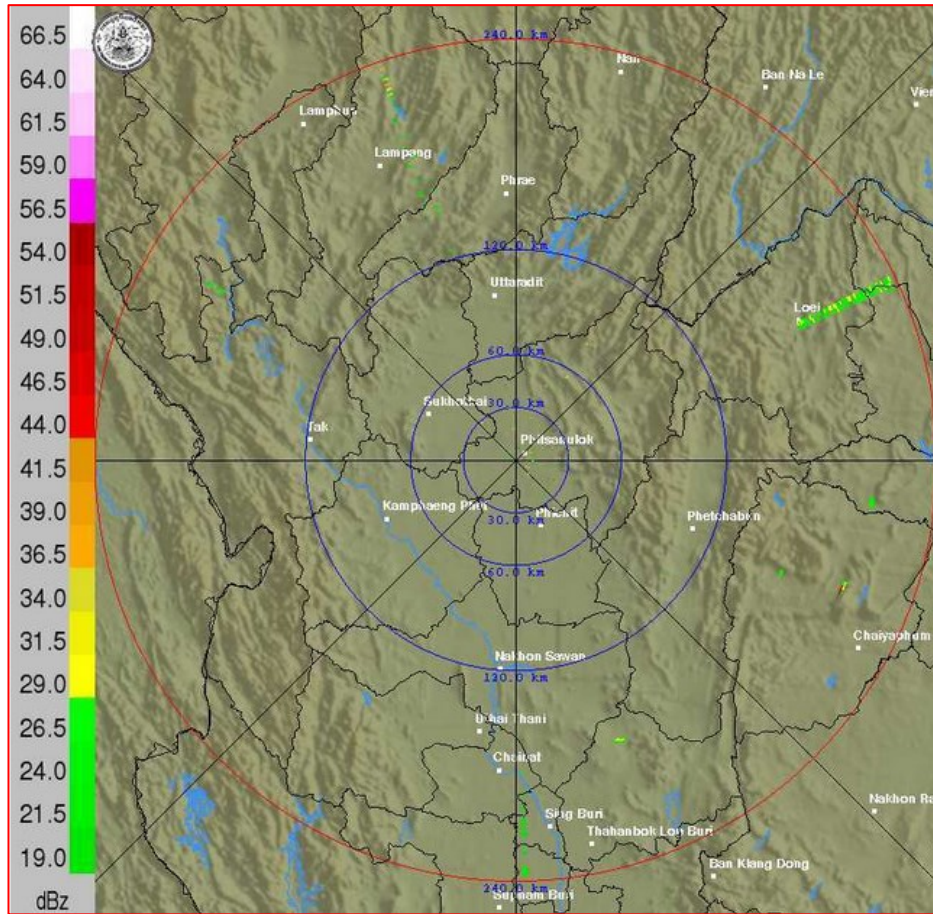 66.5
64.0
61.5
59.0
56.5
54.0
51.5
49.0
46.5
44.0
41.5
39.0
36.5
34.0
31.5
29.0
26.5
24.0
21.5
19.0
dBz
240.0 km
Nan
Ban Na Le
Lamphun
Lampang
Phrae
120.0 km
Uttaradit
Loei
60.0 km
30.0 km
Sukhothai
Tak
Phitsanulok
Kamphaeng Phet
Phichit
30.0 km
60.0 km
Phetchabun
Chaiyaphum
Nakhon Sawan
120.0 km
Uthai Thani
Chainat
Sing Buri
Thahanbok Lop Buri
Nakhon Ra
Ban Klang Dong
240.0 km
Suphan Buri